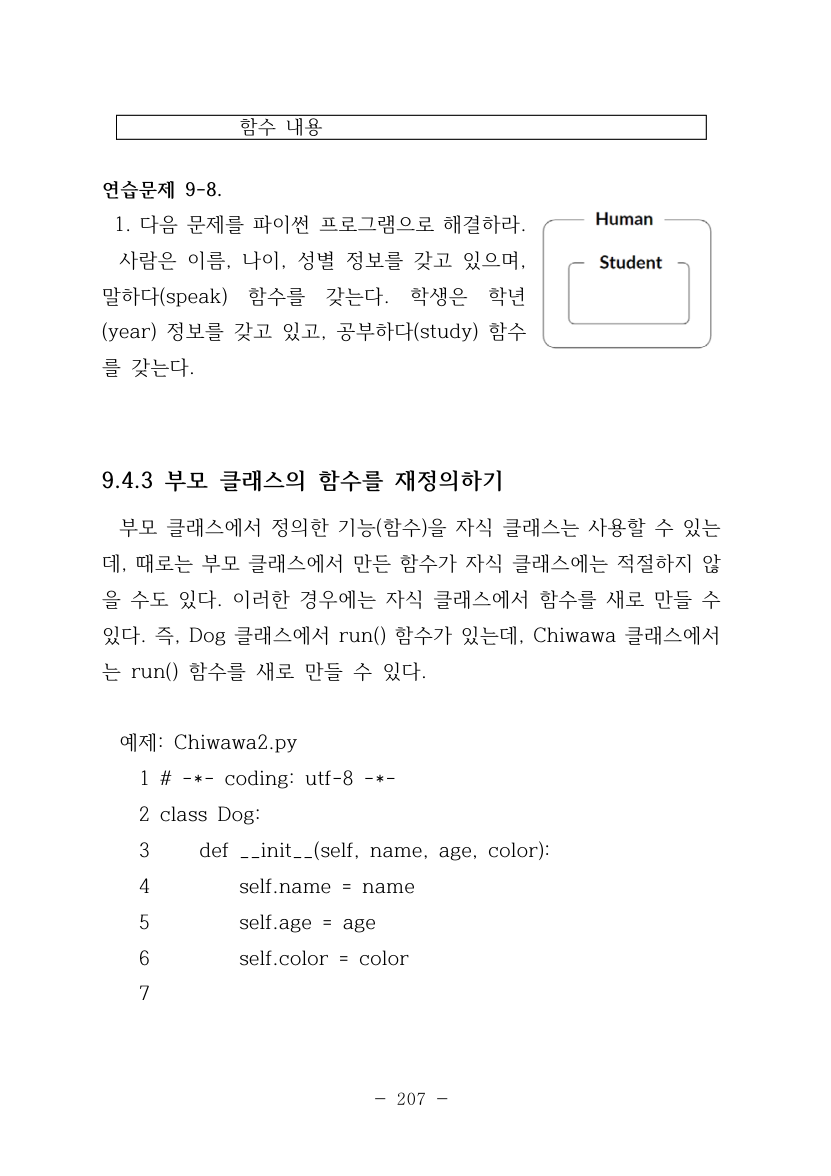 함수 내용
연습문제 9-8.
1. 다음 문제를 파이썬 프로그램으로 해결하라.
사람은 이름, 나이, 성별 정보를 갖고 있으며,
말하다(speak) 함수를 갖는다. 학생은 학년
(year) 정보를 갖고 있고, 공부하다(study) 함수
를 갖는다.
Human
Student
9.4.3 부모 클래스의 함수를 재정의하기
부모 클래스에서 정의한 기능(함수)을 자식 클래스는 사용할 수 있는
데, 때로는 부모 클래스에서 만든 함수가 자식 클래스에는 적절하지 않
을 수도 있다. 이러한 경우에는 자식 클래스에서 함수를 새로 만들 수
있다. 즉, Dog 클래스에서 run() 함수가 있는데, Chiwawa 클래스에서
는 run() 함수를 새로 만들 수 있다.
예제: Chiwawa2.py
1 # -*- coding: utf-8 -*-
2 class Dog:
3     def __init__(self, name, age, color):
4         self.name = name
5         self.age = age
6         self.color = color
7
- 207 -